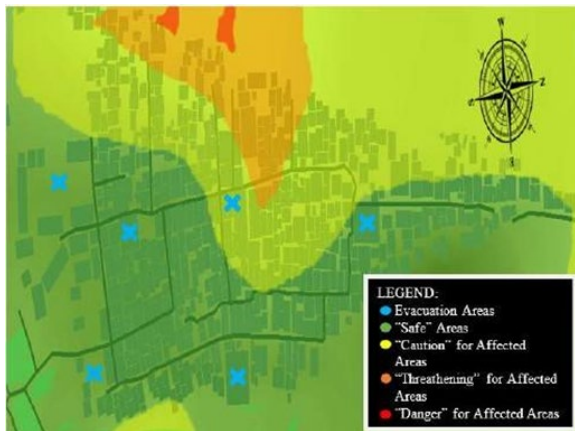 W
N
E
LEGEND:
Evacuation Areas
"Safe" Areas
"Caution" for Affected
Areas
"Threathening" for Affected
Areas
"Danger" for Affected Areas